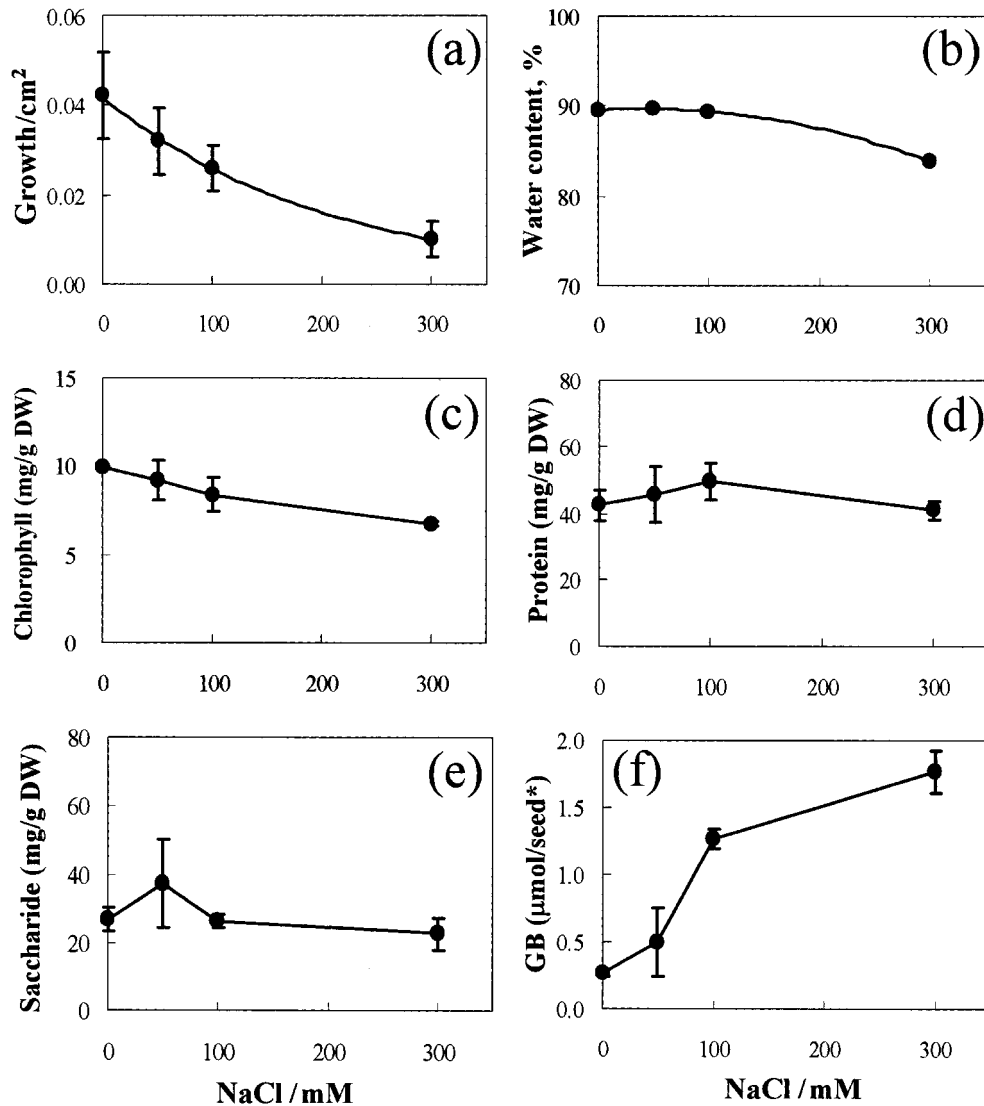 (a)
Growth/cm²
0.06
0.04
0.02
0.00
0 100 200 300
(b)
Water content, %
100
90
80
70
0 100 200 300
(c)
Chlorophyll (mg/g DW)
15
10
5
0
0 100 200 300
(d)
Protein (mg/g DW)
80
60
40
20
0
0 100 200 300
(e)
Saccharide (mg/g DW)
80
60
40
20
0
0 100 200 300
NaCl / mM
(f)
GB (μmol/seed*)
2.0
1.5
1.0
0.5
0.0
0 100 200 300
NaCl / mM